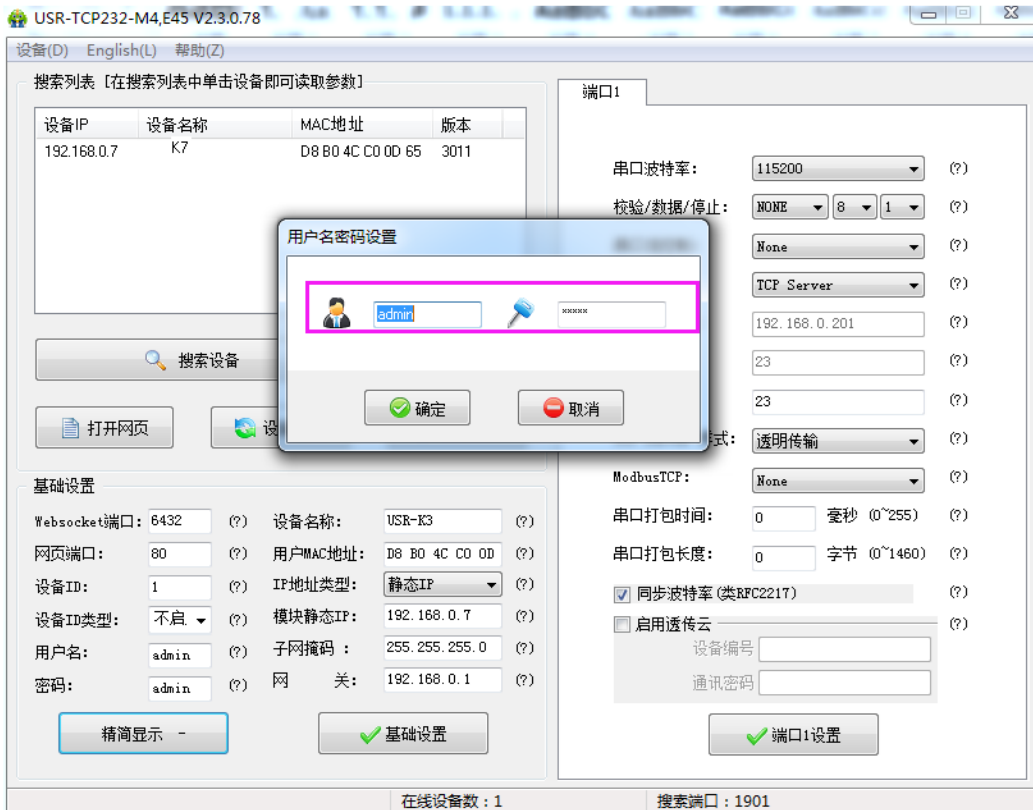 USR-TCP232-M4,E45 V2.3.0.78
设备(D) English(L) 帮助(Z)
搜索列表 [在搜索列表中单击设备即可读取参数]
设备IP 设备名称 MAC地址 版本
192.168.0.7 K7 D8 B0 4C C0 0D 65 3011
用户名密码设置
admin *****
确定 取消
搜索设备
打开网页 设
基础设置
Websocket端口: 6432 (?) 设备名称: USR-K3 (?)
网页端口: 80 (?) 用户MAC地址: D8 B0 4C C0 0D (?)
设备ID: 1 (?) IP地址类型: 静态IP (?)
设备ID类型: 不启. (?) 模块静态IP: 192.168.0.7 (?)
用户名: admin (?) 子网掩码 : 255.255.255.0 (?)
密码: admin (?) 网 关: 192.168.0.1 (?)
精简显示 - 基础设置
端口1
串口波特率: 115200 (?)
校验/数据/停止: NONE 8 1 (?)
None (?)
TCP Server (?)
192.168.0.201 (?)
23 (?)
23 (?)
式: 透明传输 (?)
ModbusTCP: None (?)
串口打包时间: 0 毫秒 (0~255) (?)
串口打包长度: 0 字节 (0~1460) (?)
同步波特率(类RFC2217) (?)
启用透传云 (?)
设备编号
通讯密码
端口1设置
在线设备数：1 搜索端口：1901